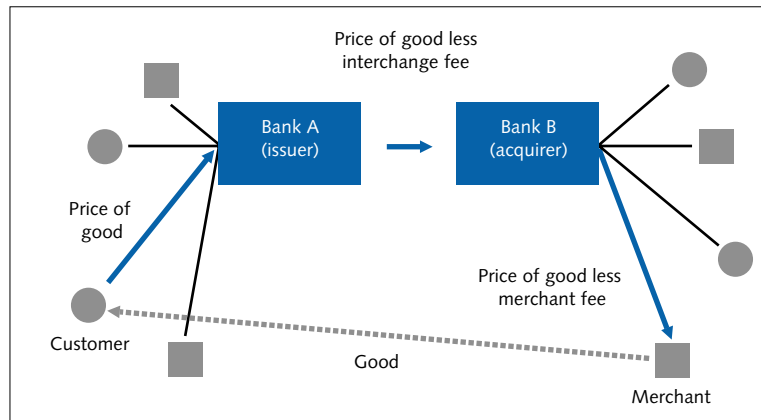 Price of good less
interchange fee
Bank A
(issuer)
Bank B
(acquirer)
Price of
good
Price of good less
merchant fee
Customer
Good
Merchant